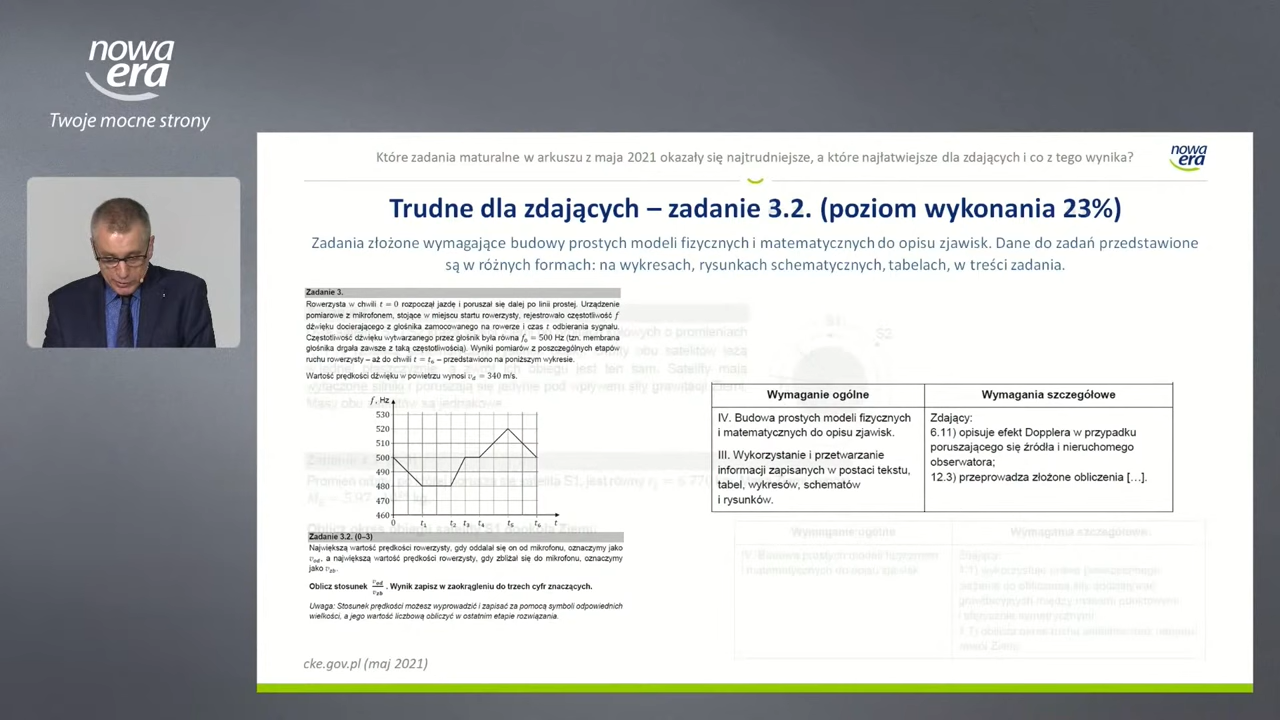 nowa
era
Twoje mocne strony
Które zadania maturalne w arkuszu z maja 2021 okazały się najtrudniejsze, a które najłatwiejsze dla zdających i co z tego wynika?
nowa
era
Trudne dla zdających – zadanie 3.2. (poziom wykonania 23%)
Zadania złożone wymagające budowy prostych modeli fizycznych i matematycznych do opisu zjawisk. Dane do zadań przedstawione
są w różnych formach: na wykresach, rysunkach schematycznych, tabelach, w treści zadania.
Zadanie 3.
Rowerzysta w chwili t = 0 rozpoczął jazdę i poruszał się dalej po linii prostej. Urządzenie
pomiarowe z mikrofonem, stojące w miejscu startu rowerzysty, rejestrowało częstotliwość f
dźwięku docierającego z głośnika zamocowanego na rowerze i czas t odbierania sygnału.
Częstotliwość dźwięku wytwarzanego przez głośnik była równa f₀ = 500 Hz (tzn. membrana
głośnika drgała zawsze z taką częstotliwością). Wyniki pomiarów z poszczególnych etapów
ruchu rowerzysty – aż do chwili t = t₆ – przedstawiono na poniższym wykresie.
Wartość prędkości dźwięku w powietrzu wynosi v_d = 340 m/s.
f, Hz
530
520
510
500
490
480
470
460
0 t₁ t₂ t₃ t₄ t₅ t₆ t
Zadanie 3.2. (0–3)
Największą wartość prędkości rowerzysty, gdy oddalał się on od mikrofonu, oznaczymy jako
v_od, a największą wartość prędkości rowerzysty, gdy zbliżał się do mikrofonu, oznaczymy
jako v_zb.
Oblicz stosunek v_od/v_zb. Wynik zapisz w zaokrągleniu do trzech cyfr znaczących.
Uwaga: Stosunek prędkości możesz wyprowadzić i zapisać za pomocą symboli odpowiednich
wielkości, a jego wartość liczbową obliczyć w ostatnim etapie rozwiązania.
Wymaganie ogólne
Wymagania szczegółowe
IV. Budowa prostych modeli fizycznych
i matematycznych do opisu zjawisk.
III. Wykorzystanie i przetwarzanie
informacji zapisanych w postaci tekstu,
tabel, wykresów, schematów
i rysunków.
Zdający:
6.11) opisuje efekt Dopplera w przypadku
poruszającego się źródła i nieruchomego
obserwatora;
12.3) przeprowadza złożone obliczenia [...].
cke.gov.pl (maj 2021)